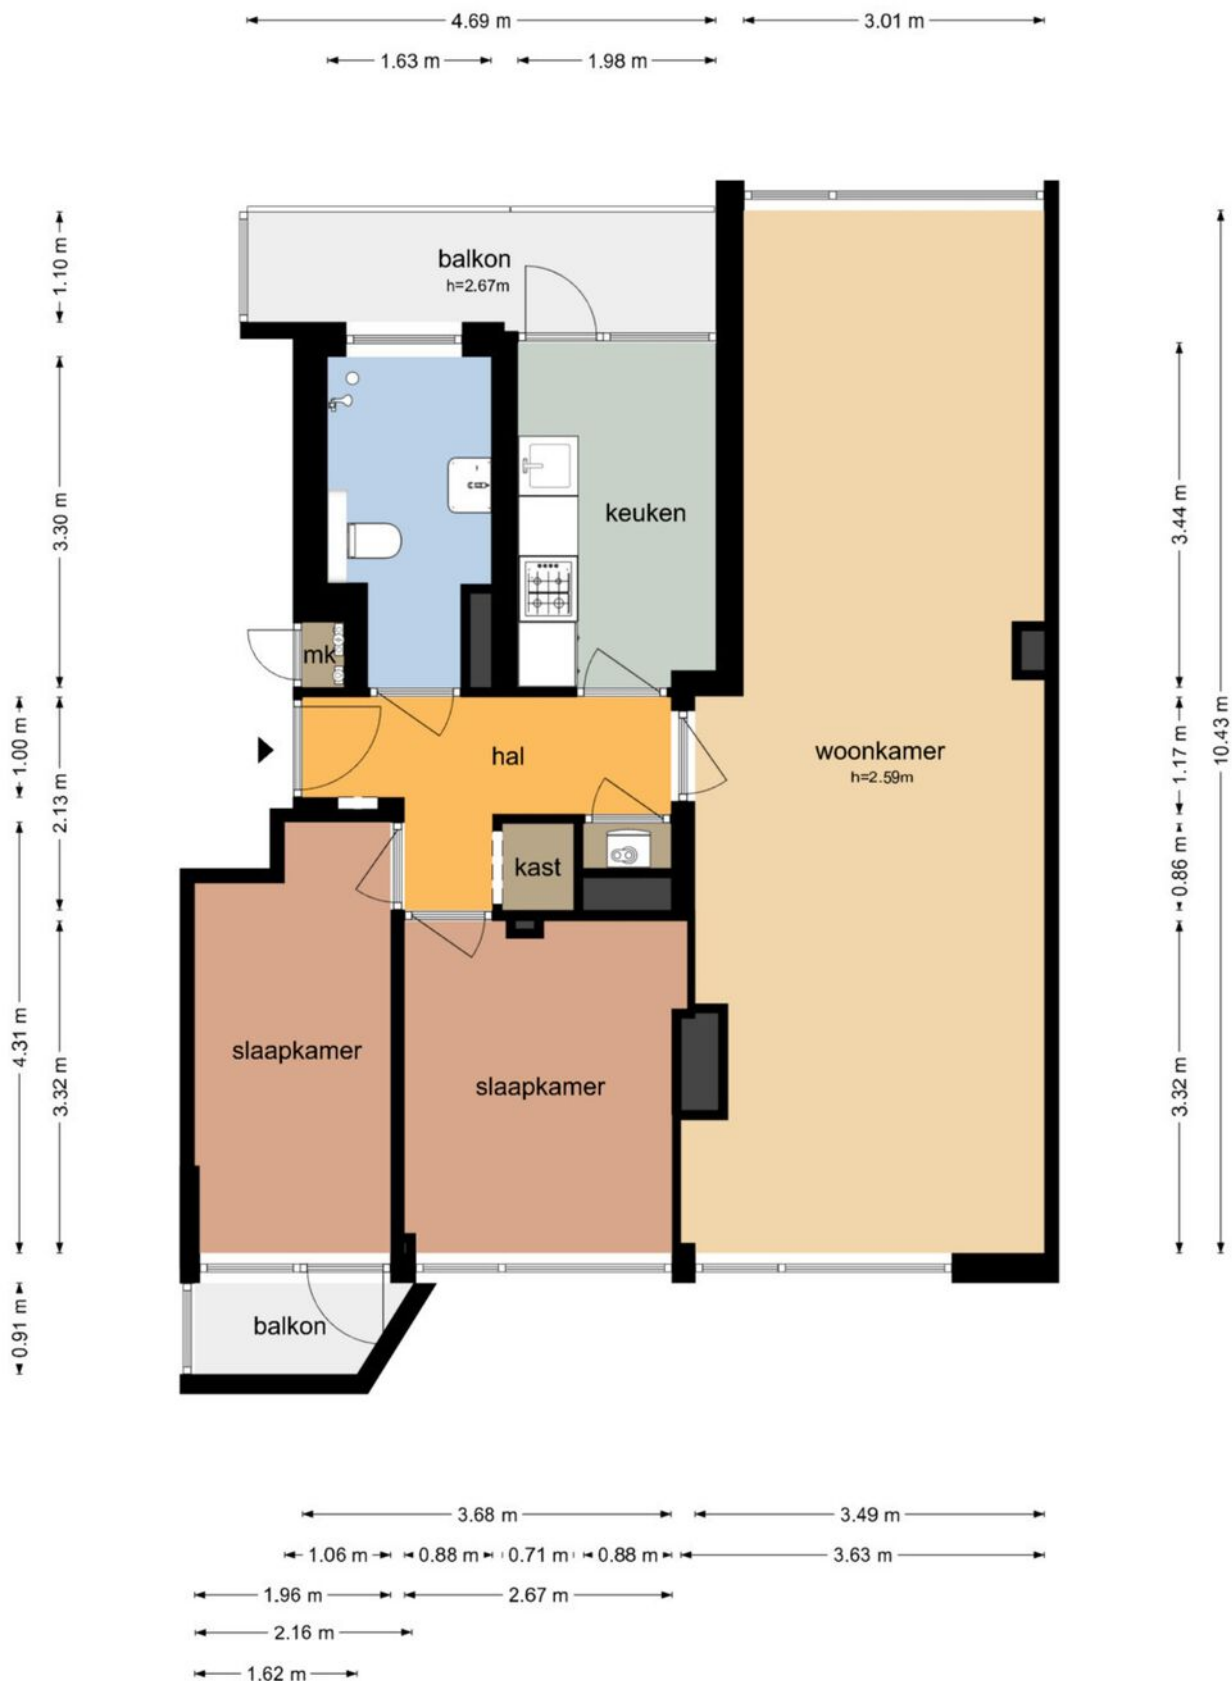 4.69 m
3.01 m
1.63 m
1.98 m
balkon
h=2.67m
1.10 m
3.30 m
keuken
3.44 m
mk
hal
woonkamer
h=2.59m
1.00 m
2.13 m
1.17 m
10.43 m
kast
0.86 m
slaapkamer
slaapkamer
4.31 m
3.32 m
3.32 m
balkon
0.91 m
3.68 m
3.49 m
1.06 m
0.88 m
0.71 m
0.88 m
3.63 m
1.96 m
2.67 m
2.16 m
1.62 m